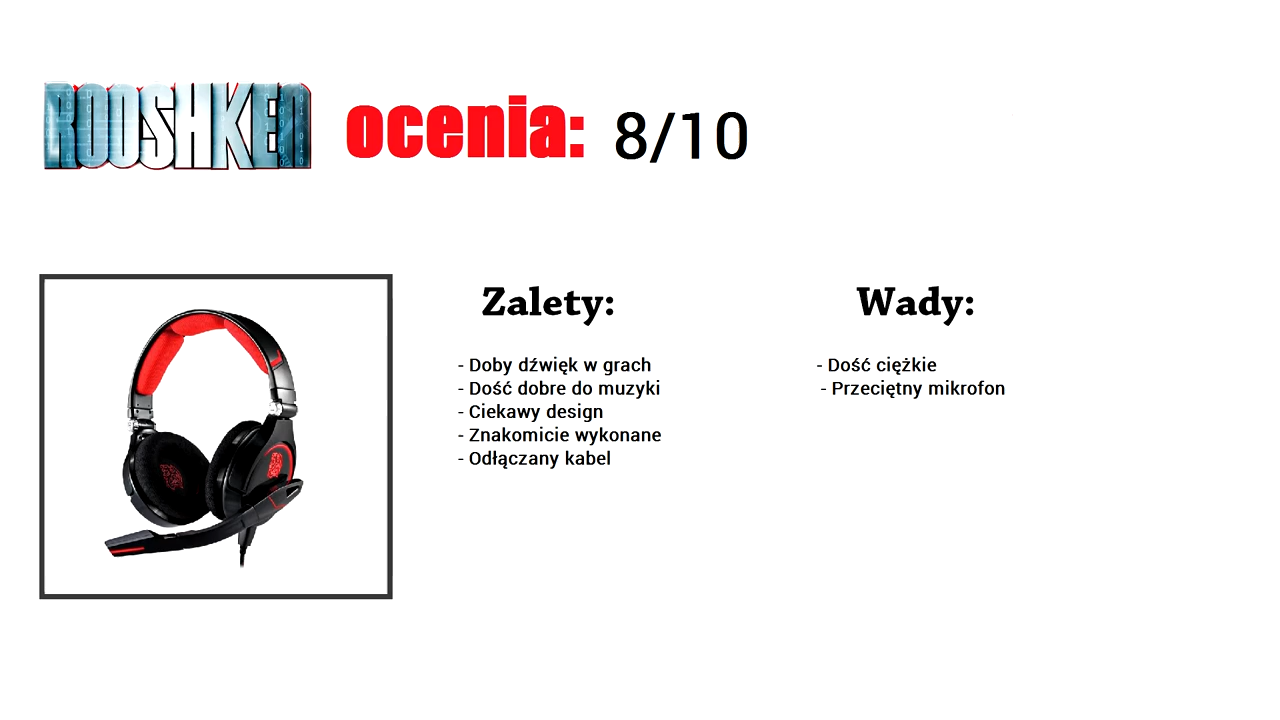 ROOSHKEN ocenia: 8/10
Zalety:
- Doby dźwięk w grach
- Dość dobre do muzyki
- Ciekawy design
- Znakomicie wykonane
- Odłączany kabel
Wady:
- Dość ciężkie
- Przeciętny mikrofon